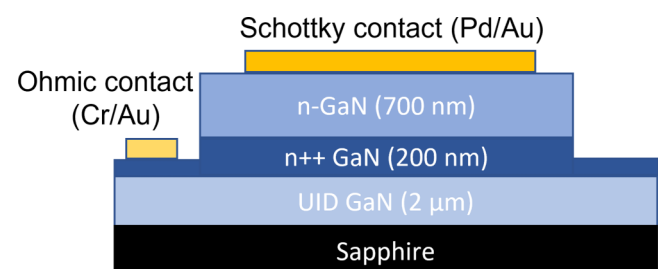 Schottky contact (Pd/Au)
Ohmic contact
(Cr/Au)
n-GaN (700 nm)
n++ GaN (200 nm)
UID GaN (2 μm)
Sapphire